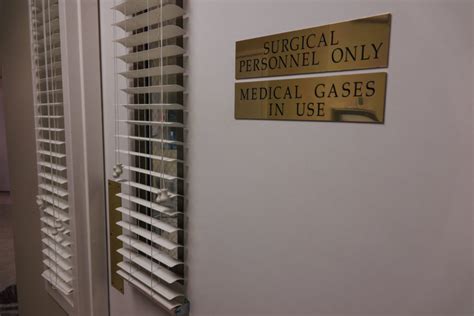 SURGICAL
PERSONNEL ONLY
MEDICAL GASES
IN USE